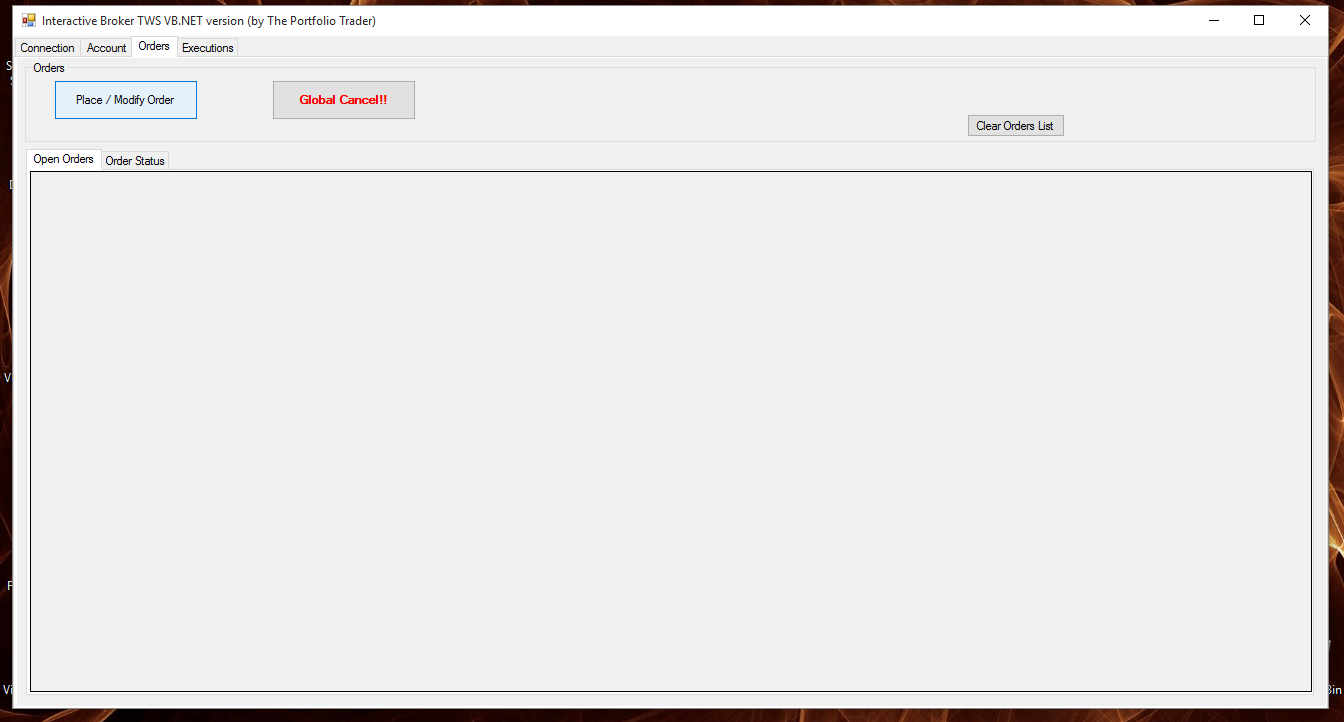 Interactive Broker TWS VB.NET version (by The Portfolio Trader)
Connection Account Orders Executions
Orders
Place / Modify Order Global Cancel!!
Clear Orders List
Open Orders Order Status